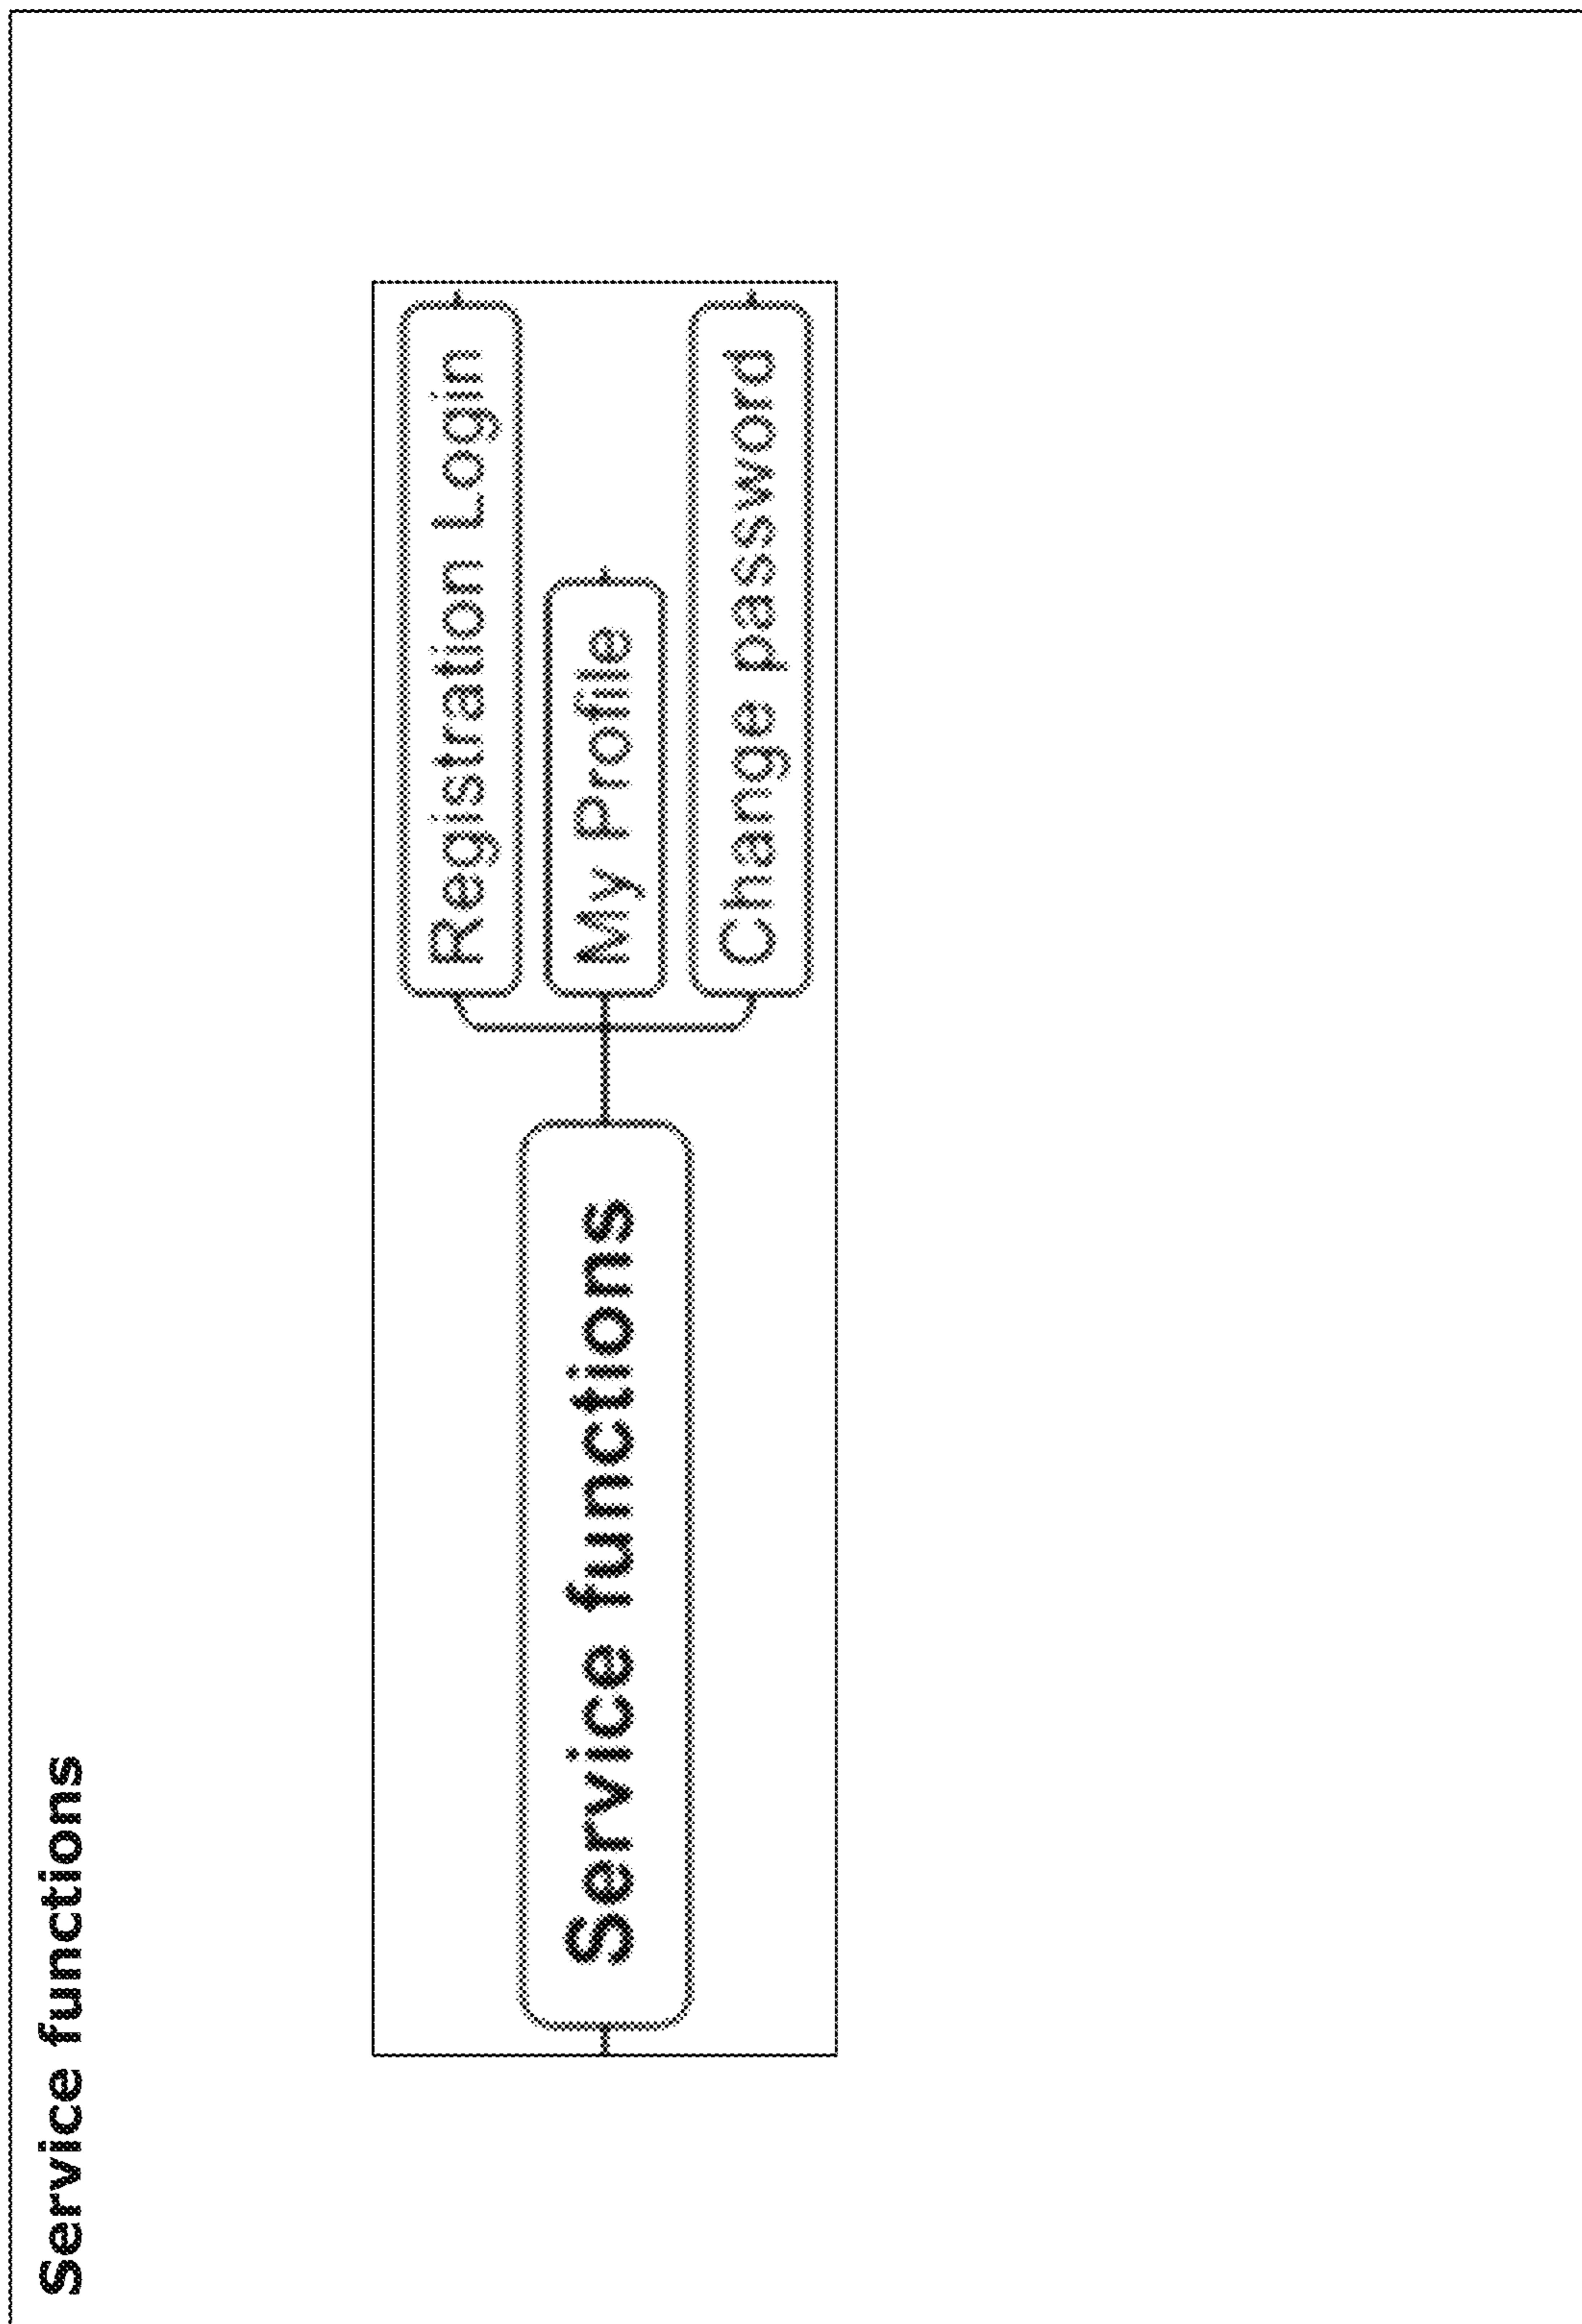 Service functions
Service functions
Registration Login
My Profile
Change password